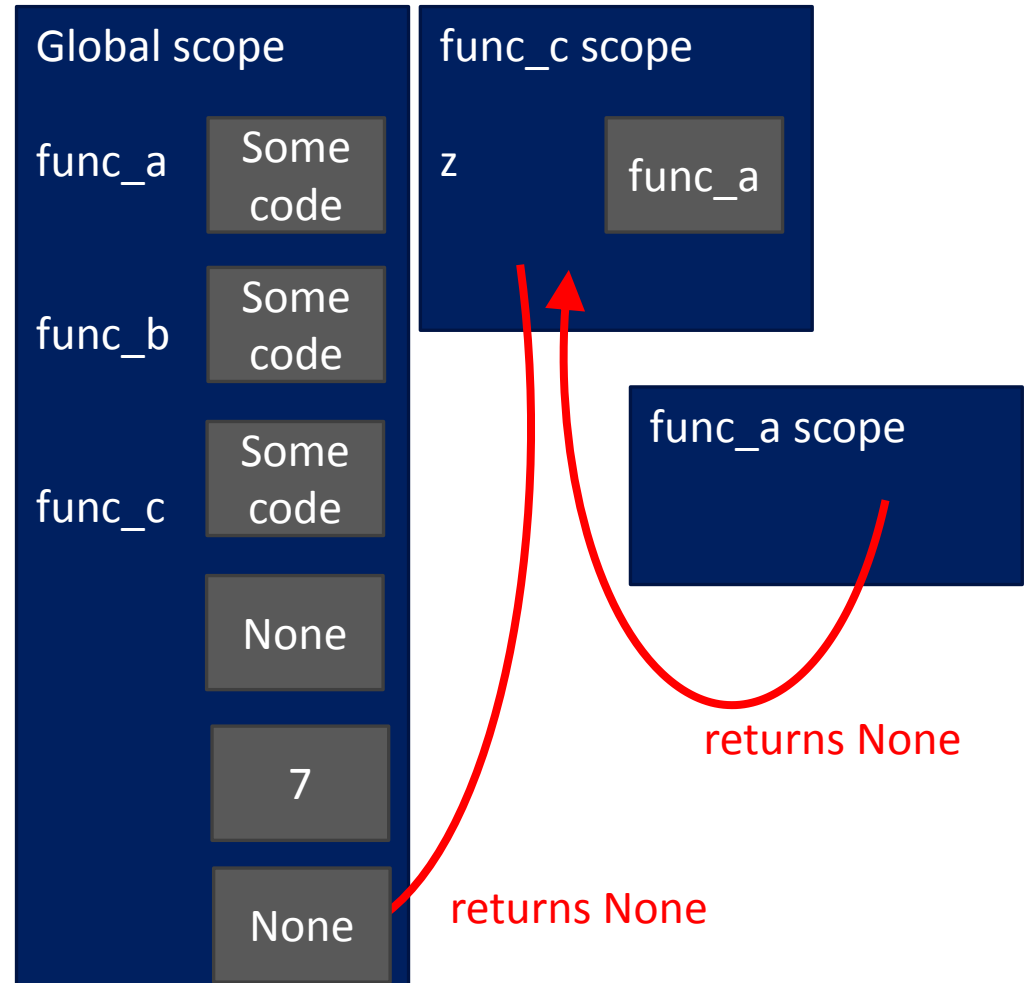 Global scope
func_a
Some
code
func_b
Some
code
func_c
Some
code
None
7
None
func_c scope
z
func_a
func_a scope
returns None
returns None